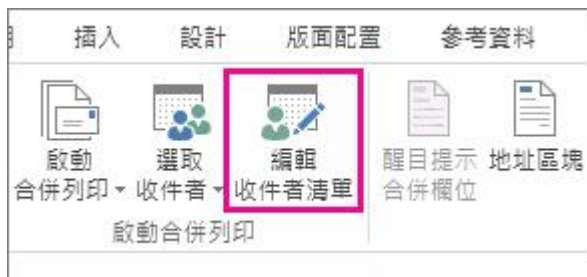 插入 設計 版面配置 參考資料
啟動 選取 編輯 醒目提示 地址區塊
合併列印 收件者 收件者清單 合併欄位
啟動合併列印